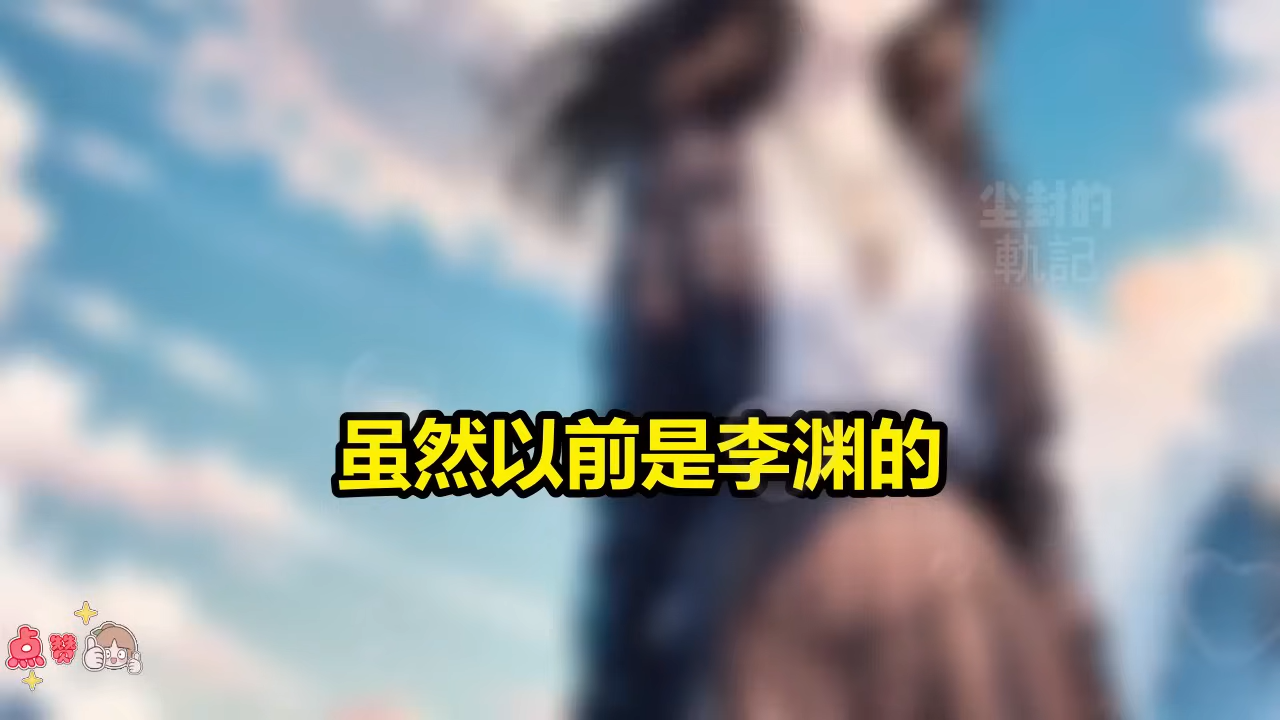 尘封的
軌記
虽然以前是李渊的
点赞